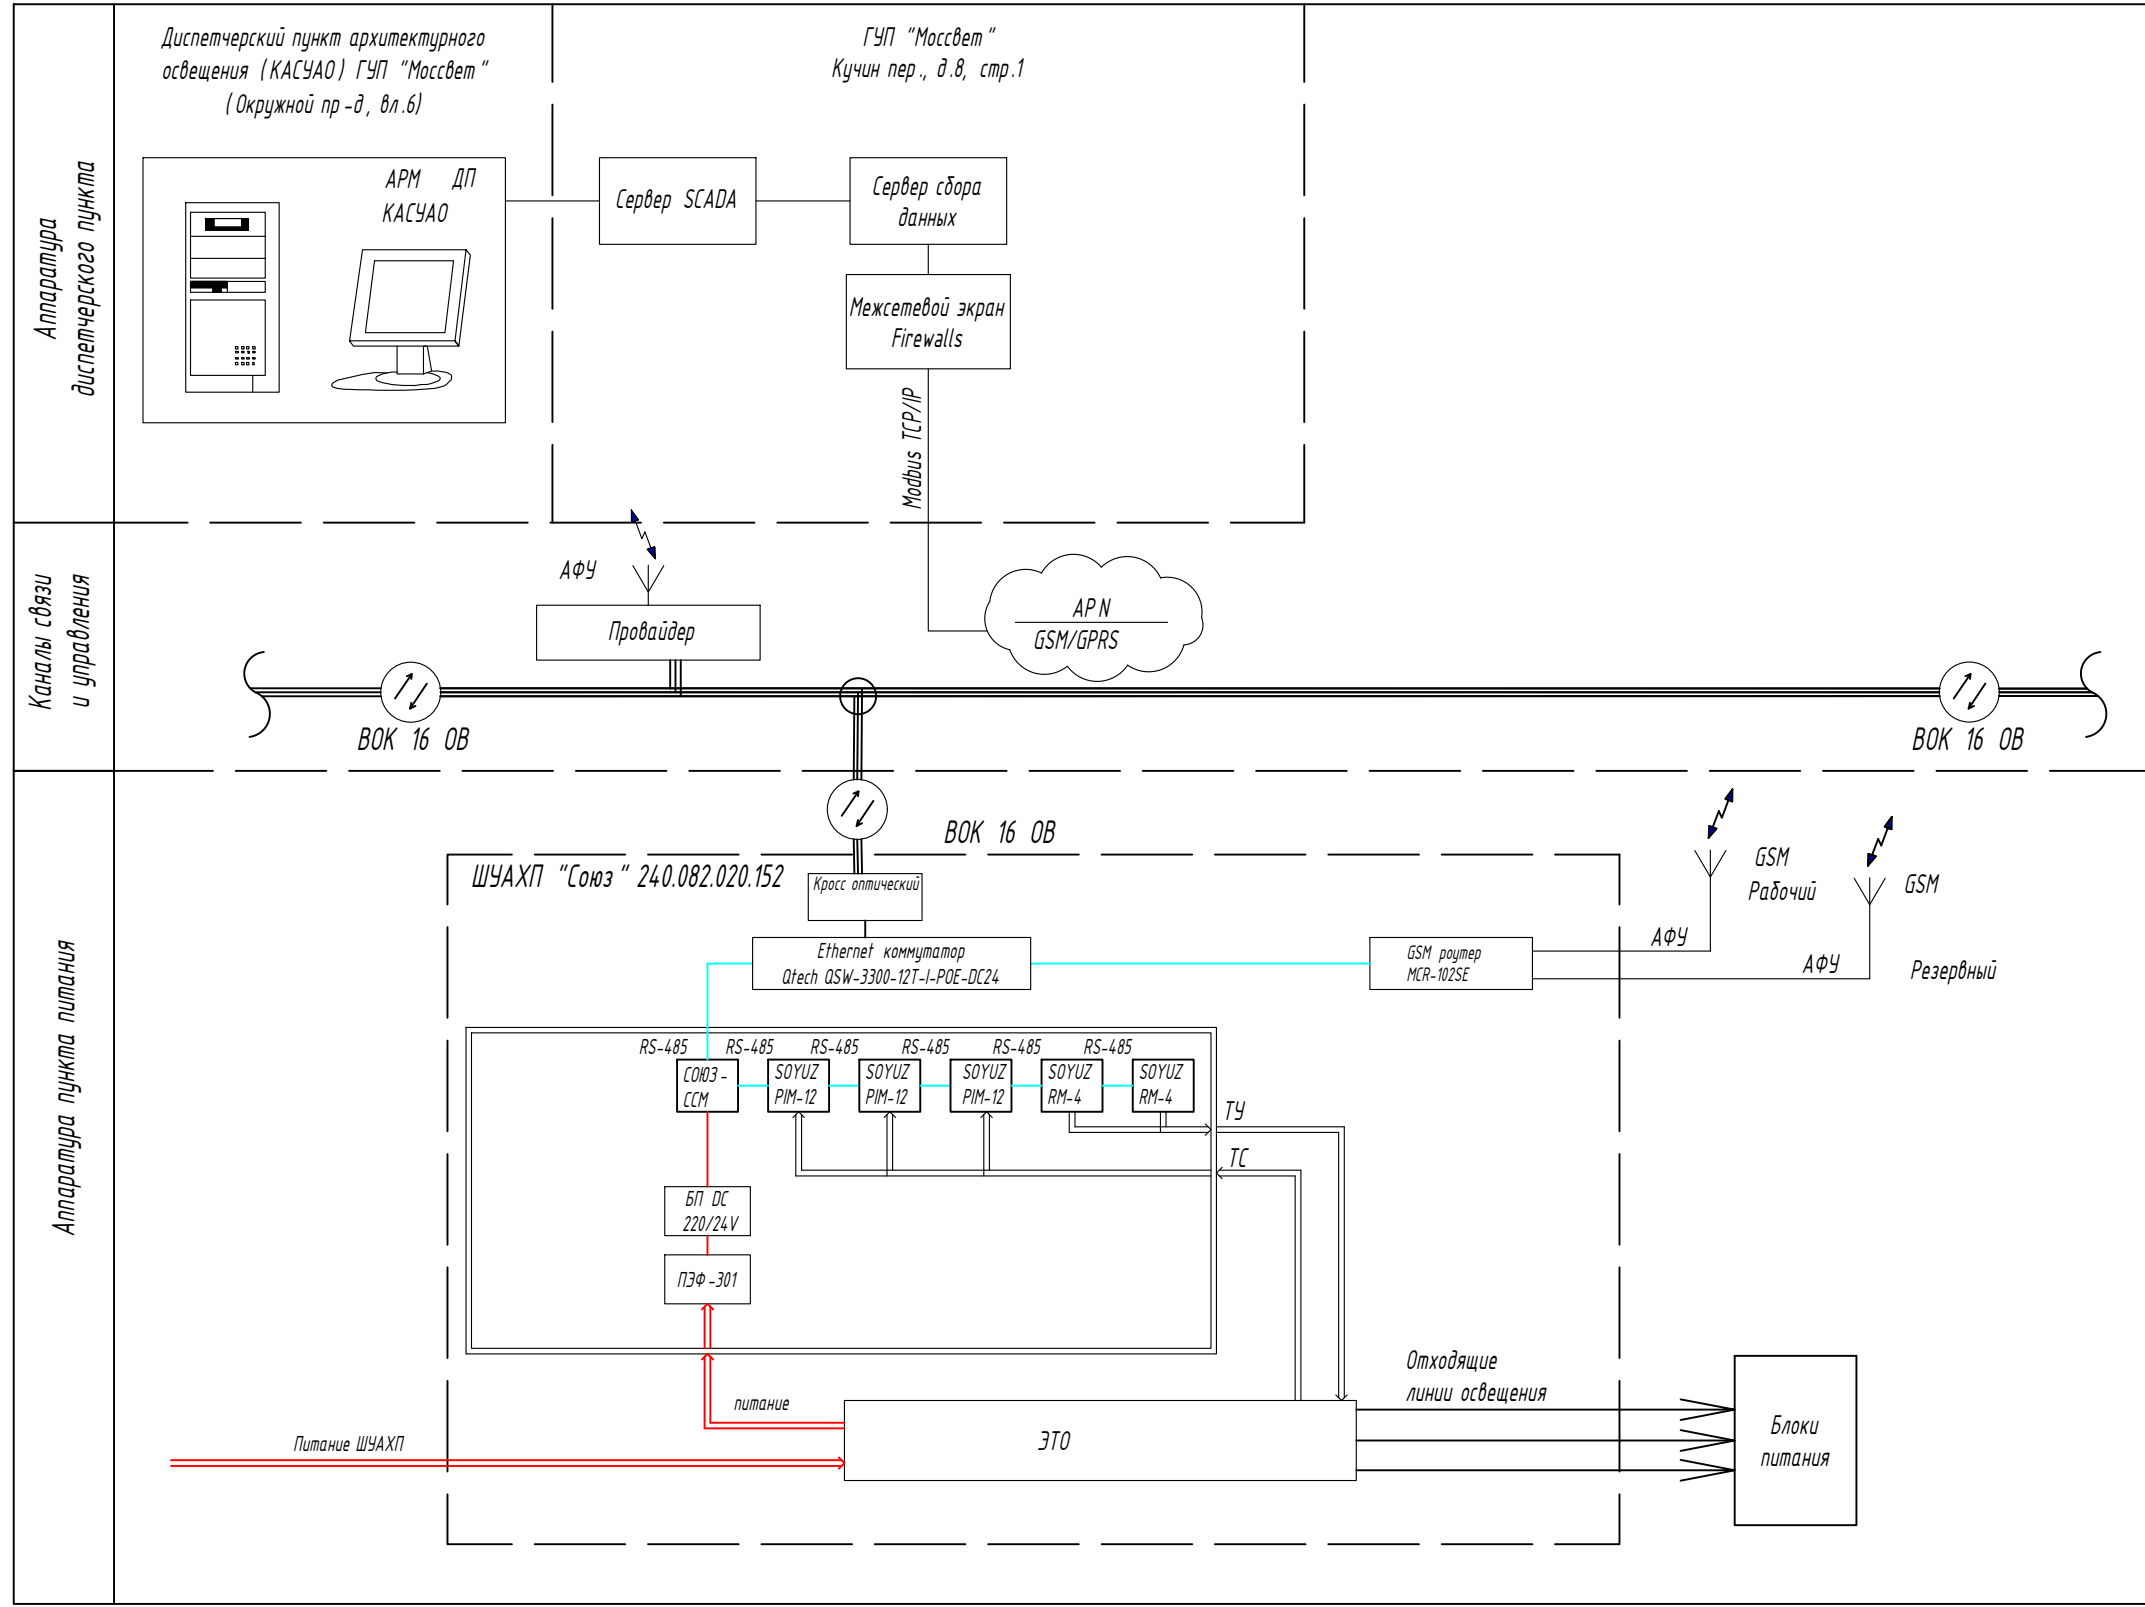 Аппаратура
диспетчерского пункта
Диспетчерский пункт архитектурного
освещения (КАСУАО) ГУП "Моссвет"
(Окружной пр-д, вл.6)
ГУП "Моссвет"
Кучин пер., д.8, стр.1
АРМ ДП
КАСУАО
Сервер SCADA
Сервер сбора
данных
Межсетевой экран
Firewalls
Modbus TCP/IP
Каналы связи
и управления
АФУ
Провайдер
APN
GSM/GPRS
ВОК 16 ОВ
ВОК 16 ОВ
Аппаратура пункта питания
ВОК 16 ОВ
ШУАХП "Союз" 240.082.020.152
Кросс оптический
Ethernet коммутатор
Qtech QSW-3300-12T-I-POE-DC24
GSM роутер
MCR-102SE
АФУ
АФУ
GSM
Рабочий
GSM
Резервный
RS-485 RS-485 RS-485 RS-485 RS-485 RS-485
СОЮЗ-
ССМ
SOYUZ
PIM-12
SOYUZ
PIM-12
SOYUZ
PIM-12
SOYUZ
RM-4
SOYUZ
RM-4
ТУ
ТС
БП DC
220/24V
ПЭФ-301
питание
Питание ШУАХП
ЭТО
Отходящие
линии освещения
Блоки
питания